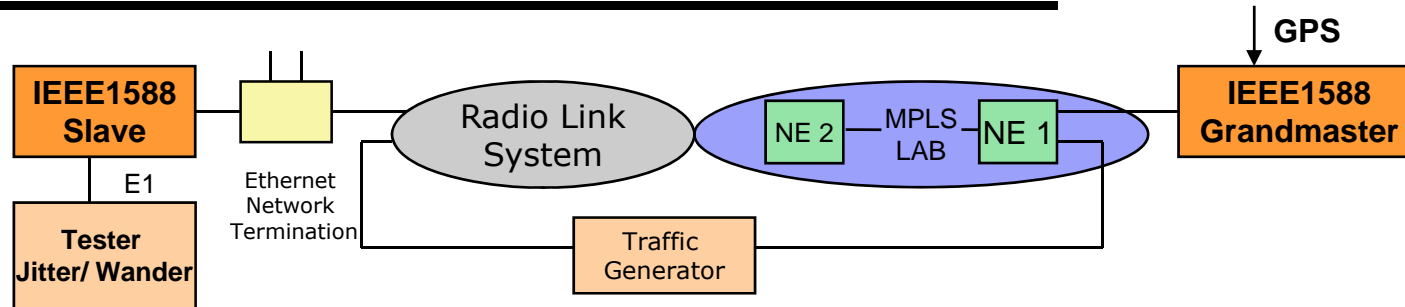 GPS
IEEE1588
Slave
Radio Link
System
NE 2
MPLS
LAB
NE 1
IEEE1588
Grandmaster
E1
Ethernet
Network
Termination
Tester
Jitter/ Wander
Traffic
Generator